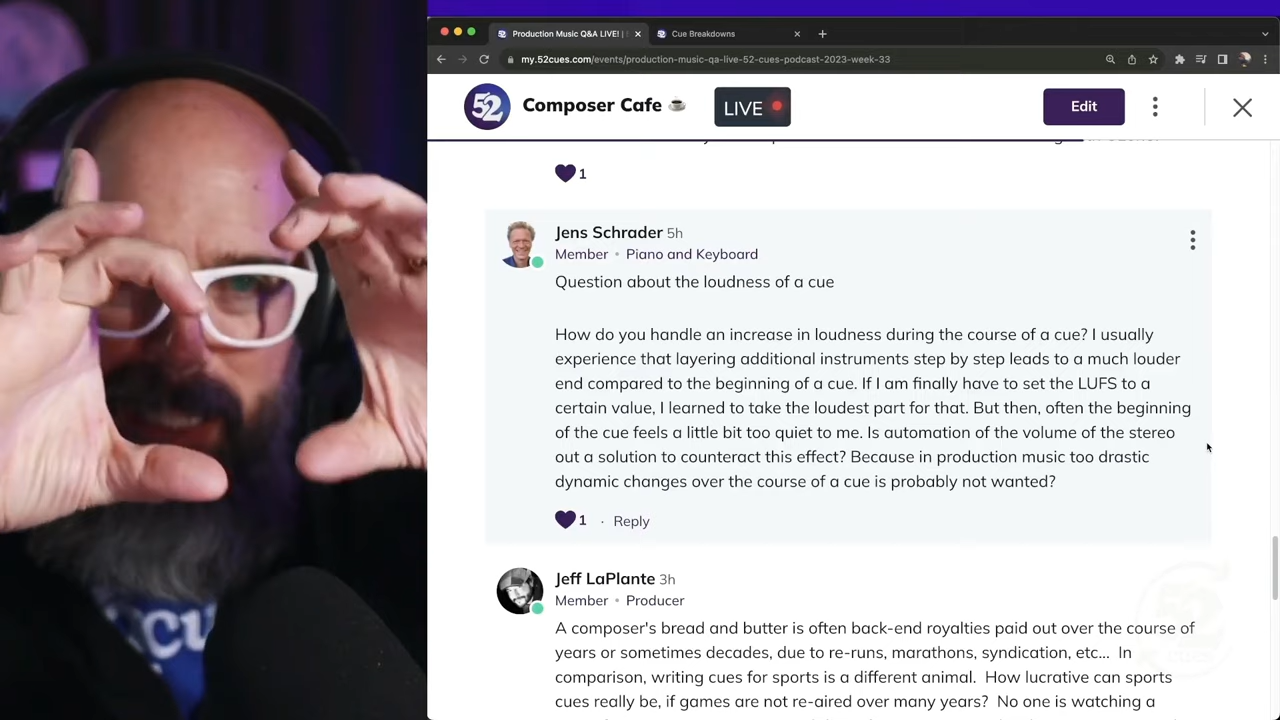 Production Music Q&A LIVE! |
Cue Breakdowns
my.52cues.com/events/production-music-qa-live-52-cues-podcast-2023-week-33
52
Composer Cafe
LIVE
Edit
1
Jens Schrader 5h
Member • Piano and Keyboard
Question about the loudness of a cue
How do you handle an increase in loudness during the course of a cue? I usually
experience that layering additional instruments step by step leads to a much louder
end compared to the beginning of a cue. If I am finally have to set the LUFS to a
certain value, I learned to take the loudest part for that. But then, often the beginning
of the cue feels a little bit too quiet to me. Is automation of the volume of the stereo
out a solution to counteract this effect? Because in production music too drastic
dynamic changes over the course of a cue is probably not wanted?
1 · Reply
Jeff LaPlante 3h
Member • Producer
A composer's bread and butter is often back-end royalties paid out over the course of
years or sometimes decades, due to re-runs, marathons, syndication, etc... In
comparison, writing cues for sports is a different animal. How lucrative can sports
cues really be, if games are not re-aired over many years? No one is watching a
52